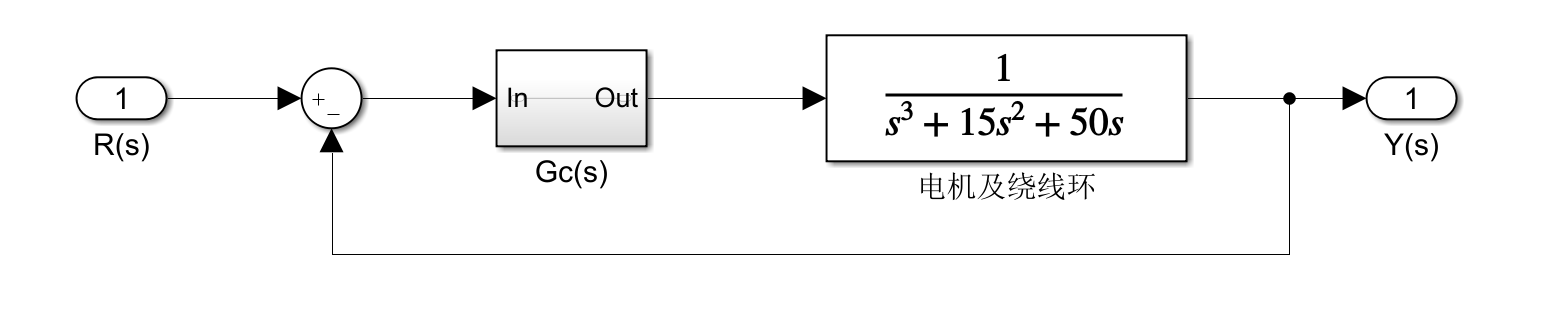 1
R(s)
+
−
In Out
Gc(s)
1
s³ + 15s² + 50s
电机及绕线环
1
Y(s)